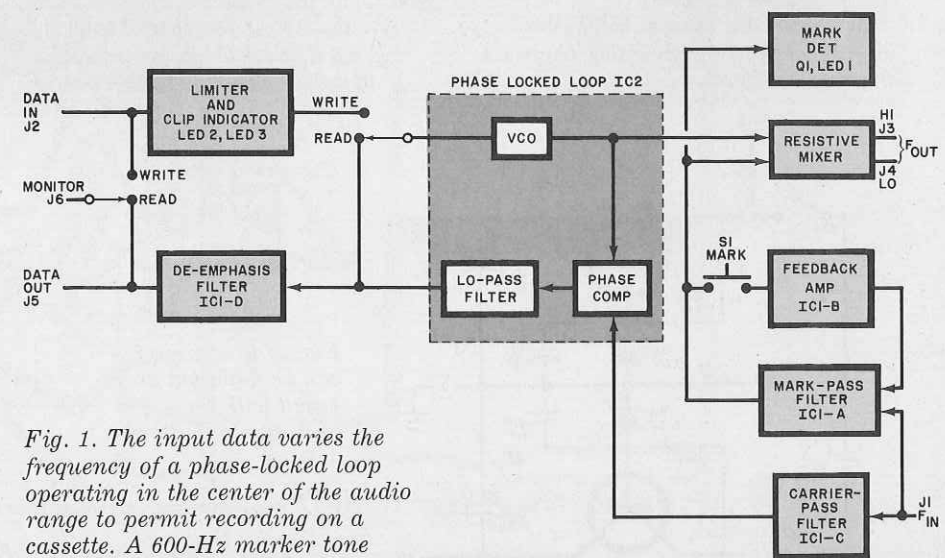 MARK
DET
Q1, LED 1
PHASE LOCKED LOOP IC2
DATA
IN
J2
LIMITER
AND
CLIP INDICATOR
LED 2, LED 3
WRITE
READ
VCO
RESISTIVE
MIXER
HI
J3
FOUT
J4
LO
WRITE
MONITOR
J6
READ
S1
MARK
FEEDBACK
AMP
IC1-B
DATA
OUT
J5
DE-EMPHASIS
FILTER
IC1-D
LO-PASS
FILTER
PHASE
COMP
MARK-PASS
FILTER
IC1-A
CARRIER-
PASS
FILTER
IC1-C
J1
FIN
Fig. 1. The input data varies the
frequency of a phase-locked loop
operating in the center of the audio
range to permit recording on a
cassette. A 600-Hz marker tone